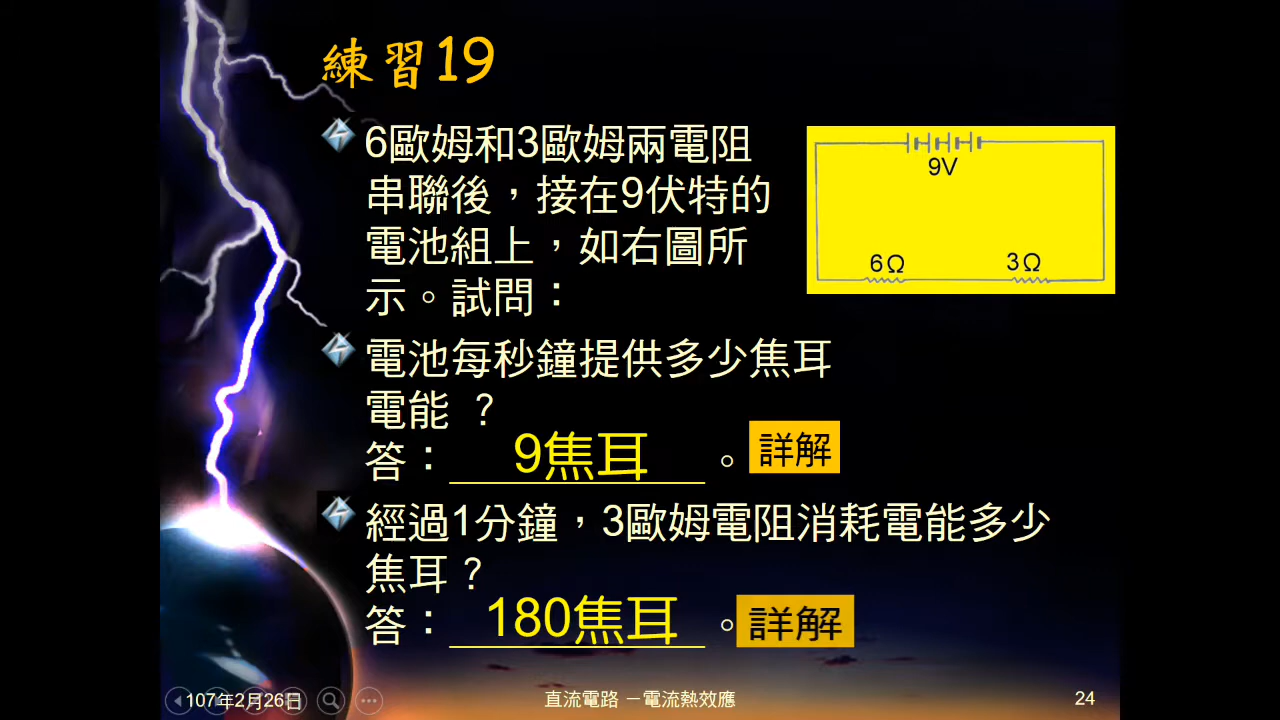 練習19
6歐姆和3歐姆兩電阻
串聯後，接在9伏特的
電池組上，如右圖所
示。試問：
9V
6Ω
3Ω
電池每秒鐘提供多少焦耳
電能 ？
答：9焦耳。詳解
經過1分鐘，3歐姆電阻消耗電能多少
焦耳？
答：180焦耳。詳解
107年2月26日
直流電路 －電流熱效應
24